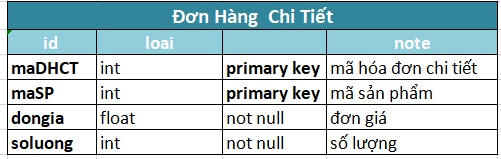 Đơn Hàng Chi Tiết
id loai note
maDHCT int primary key mã hóa đơn chi tiết
maSP int primary key mã sản phẩm
dongia float not null đơn giá
soluong int not null số lượng